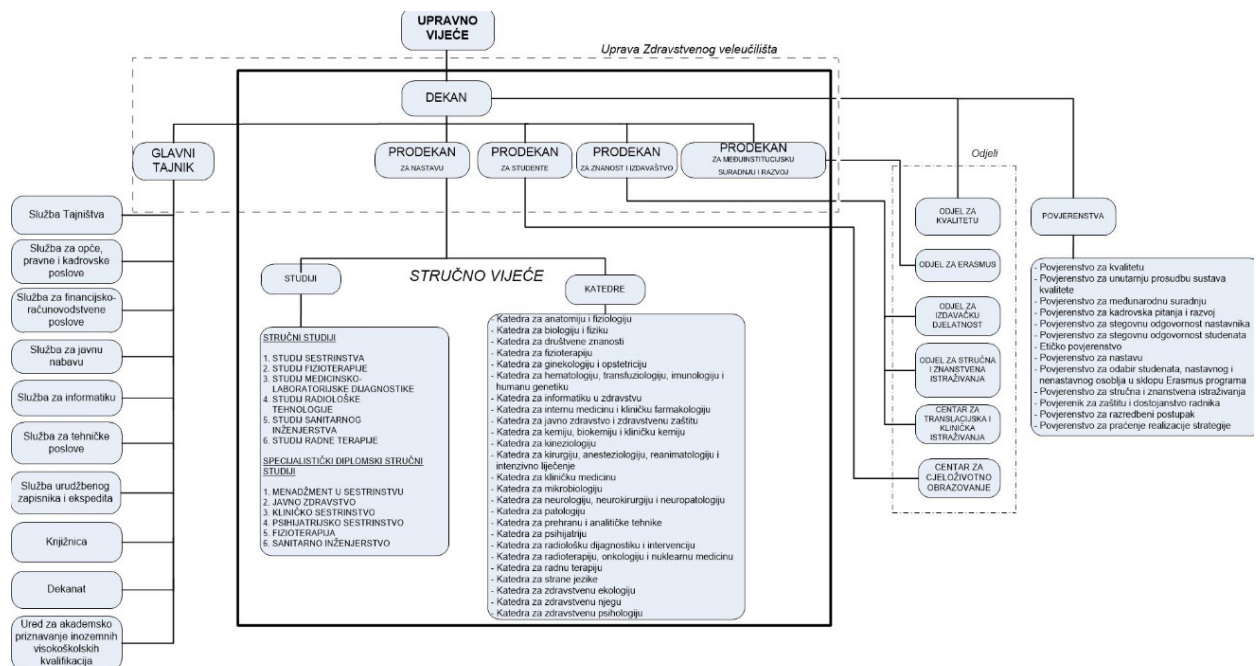 UPRAVNO
VIJEĆE
Uprava Zdravstvenog veleučilišta
DEKAN
GLAVNI
TAJNIK
PRODEKAN
ZA NASTAVU
PRODEKAN
ZA STUDENTE
PRODEKAN
ZA ZNANOST I IZDAVAŠTVO
PRODEKAN
ZA MEĐUINSTITUCIJSKU
SURADNJU I RAZVOJ
Odjeli
Služba Tajništva
Služba za opće,
pravne i kadrovske
poslove
Služba za financijsko-
računovodstvene
poslove
Služba za javnu
nabavu
Služba za informatiku
Služba za tehničke
poslove
Služba urudžbenog
zapisnika i ekspedita
Knjižnica
Dekanat
Ured za akademsko
priznavanje inozemnih
visokoškolskih
kvalifikacija
STRUČNO VIJEĆE
STUDIJI
STRUČNI STUDIJI
1. STUDIJ SESTRINSTVA
2. STUDIJ FIZIOTERAPIJE
3. STUDIJ MEDICINSKO-
LABORATORIJSKE DIJAGNOSTIKE
4. STUDIJ RADIOLOŠKE
TEHNOLOGIJE
5. STUDIJ SANITARNOG
INŽENJERSTVA
6. STUDIJ RADNE TERAPIJE
SPECIJALISTIČKI DIPLOMSKI STRUČNI
STUDIJI
1. MENADŽMENT U SESTRINSTVU
2. JAVNO ZDRAVSTVO
3. KLINIČKO SESTRINSTVO
4. PSIHIJATRIJSKO SESTRINSTVO
5. FIZIOTERAPIJA
6. SANITARNO INŽENJERSTVO
KATEDRE
- Katedra za anatomiju i fiziologiju
- Katedra za biologiju i fiziku
- Katedra za društvene znanosti
- Katedra za fizioterapiju
- Katedra za ginekologiju i opstetriciju
- Katedra za hematologiju, transfuziologiju, imunologiju i
humanu genetiku
- Katedra za informatiku u zdravstvu
- Katedra za internu medicinu i kliničku farmakologiju
- Katedra za javno zdravstvo i zdravstvenu zaštitu
- Katedra za kemiju, biokemiju i kliničku kemiju
- Katedra za kineziologiju
- Katedra za kirurgiju, anesteziologiju, reanimatologiju i
intenzivno liječenje
- Katedra za kliničku medicinu
- Katedra za mikrobiologiju
- Katedra za neurologiju, neurokirurgiju i neuropatologiju
- Katedra za patologiju
- Katedra za prehranu i analitičke tehnike
- Katedra za psihijatriju
- Katedra za radiološku dijagnostiku i intervenciju
- Katedra za radioterapiju, onkologiju i nuklearnu medicinu
- Katedra za radnu terapiju
- Katedra za strane jezike
- Katedra za zdravstvenu ekologiju
- Katedra za zdravstvenu njegu
- Katedra za zdravstvenu psihologiju
ODJEL ZA
KVALITETU
ODJEL ZA ERASMUS
ODJEL ZA
IZDAVAČKU
DJELATNOST
ODJEL ZA STRUČNA
I ZNANSTVENA
ISTRAŽIVANJA
CENTAR ZA
TRANSLACIJSKA I
KLINIČKA
ISTRAŽIVANJA
CENTAR ZA
CJELOŽIVOTNO
OBRAZOVANJE
POVJERENSTVA
- Povjerenstvo za kvalitetu
- Povjerenstvo za unutarnju prosudbu sustava
kvalitete
- Povjerenstvo za međunarodnu suradnju
- Povjerenstvo za kadrovska pitanja i razvoj
- Povjerenstvo za stegovnu odgovornost nastavnika
- Povjerenstvo za stegovnu odgovornost studenata
- Etičko povjerenstvo
- Povjerenstvo za nastavu
- Povjerenstvo za odabir studenata, nastavnog i
nenastavnog osoblja u sklopu Erasmus programa
- Povjerenstvo za stručna i znanstvena istraživanja
- Povjerenik za zaštitu i dostojanstvo radnika
- Povjerenstvo za razredbeni postupak
- Povjerenstvo za praćenje realizacije strategije